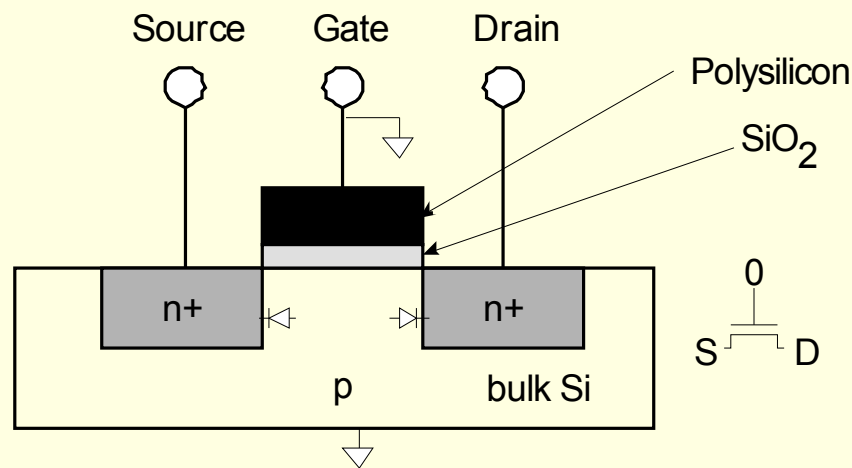 Source Gate Drain
Polysilicon
SiO2
n+ n+
0
S D
p bulk Si